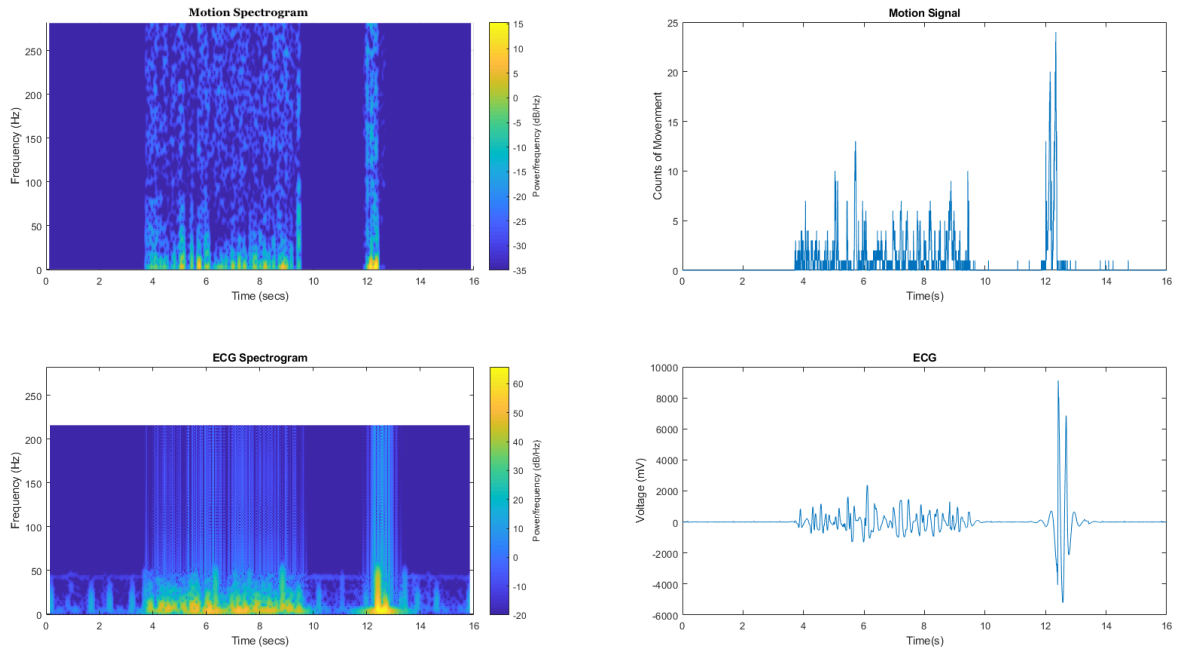 Motion Spectrogram
250
200
150
100
50
0
Frequency (Hz)
0 2 4 6 8 10 12 14 16
Time (secs)
15
10
5
0
-5
-10
-15
-20
-25
-30
-35
Power/frequency (dB/Hz)
Motion Signal
25
20
15
10
5
0
Counts of Movenment
0 2 4 6 8 10 12 14 16
Time(s)
ECG Spectrogram
250
200
150
100
50
0
Frequency (Hz)
0 2 4 6 8 10 12 14 16
Time (secs)
60
50
40
30
20
10
0
-10
-20
Power/frequency (dB/Hz)
ECG
10000
8000
6000
4000
2000
0
-2000
-4000
-6000
Voltage (mV)
0 2 4 6 8 10 12 14 16
Time(s)